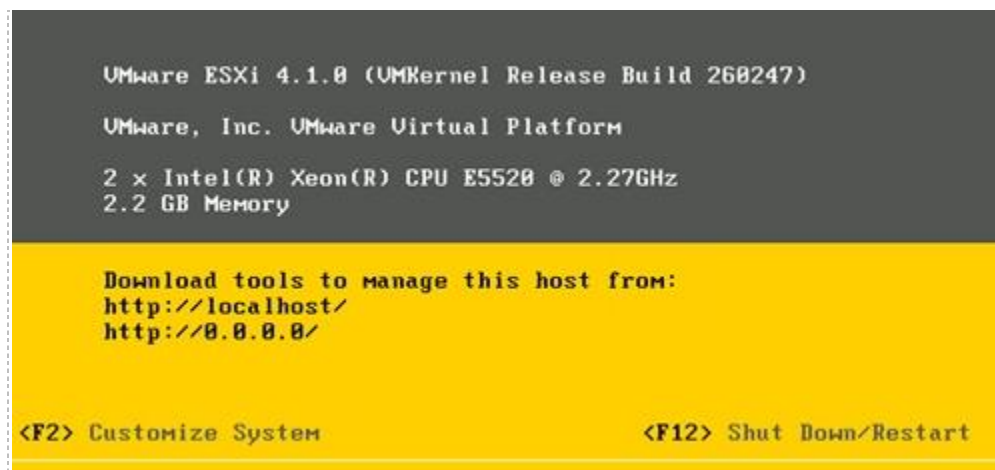 VMware ESXi 4.1.0 (VMKernel Release Build 260247)
VMware, Inc. VMware Virtual Platform
2 x Intel(R) Xeon(R) CPU E5520 @ 2.27GHz
2.2 GB Memory
Download tools to manage this host from:
http://localhost/
http://0.0.0.0/
<F2> Customize System <F12> Shut Down/Restart